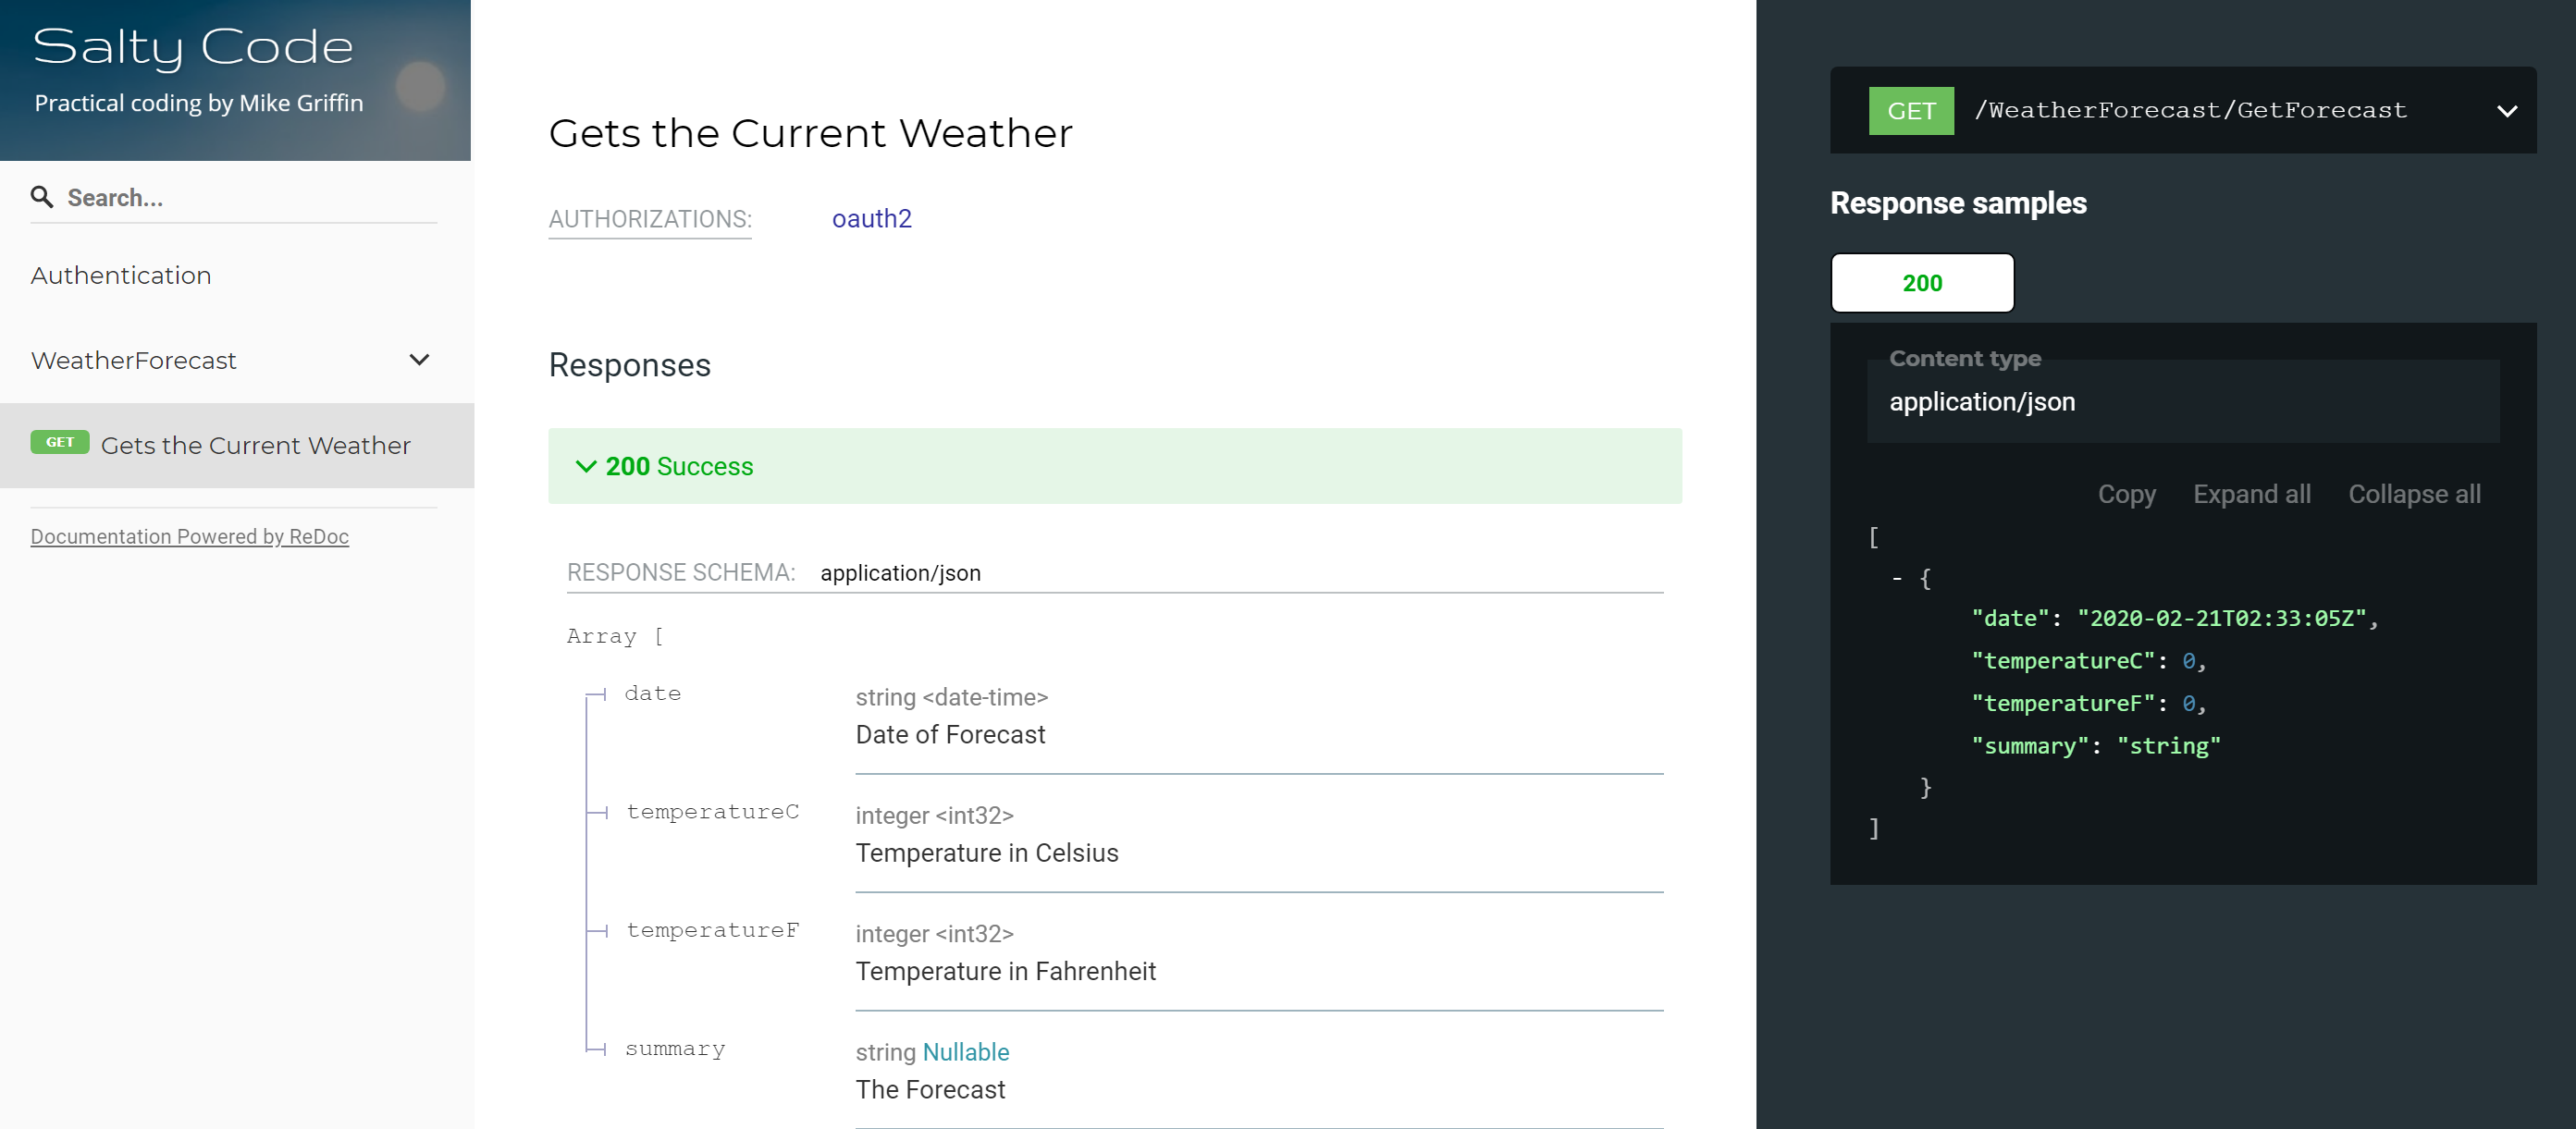 Salty Code
Practical coding by Mike Griffin
Search...
Authentication
WeatherForecast
GET Gets the Current Weather
Documentation Powered by ReDoc
Gets the Current Weather
AUTHORIZATIONS: oauth2
Responses
200 Success
RESPONSE SCHEMA: application/json
Array [
date
string <date-time>
Date of Forecast
temperatureC
integer <int32>
Temperature in Celsius
temperatureF
integer <int32>
Temperature in Fahrenheit
summary
string Nullable
The Forecast
GET /WeatherForecast/GetForecast
Response samples
200
Content type
application/json
Copy Expand all Collapse all
[
- {
"date": "2020-02-21T02:33:05Z",
"temperatureC": 0,
"temperatureF": 0,
"summary": "string"
}
]